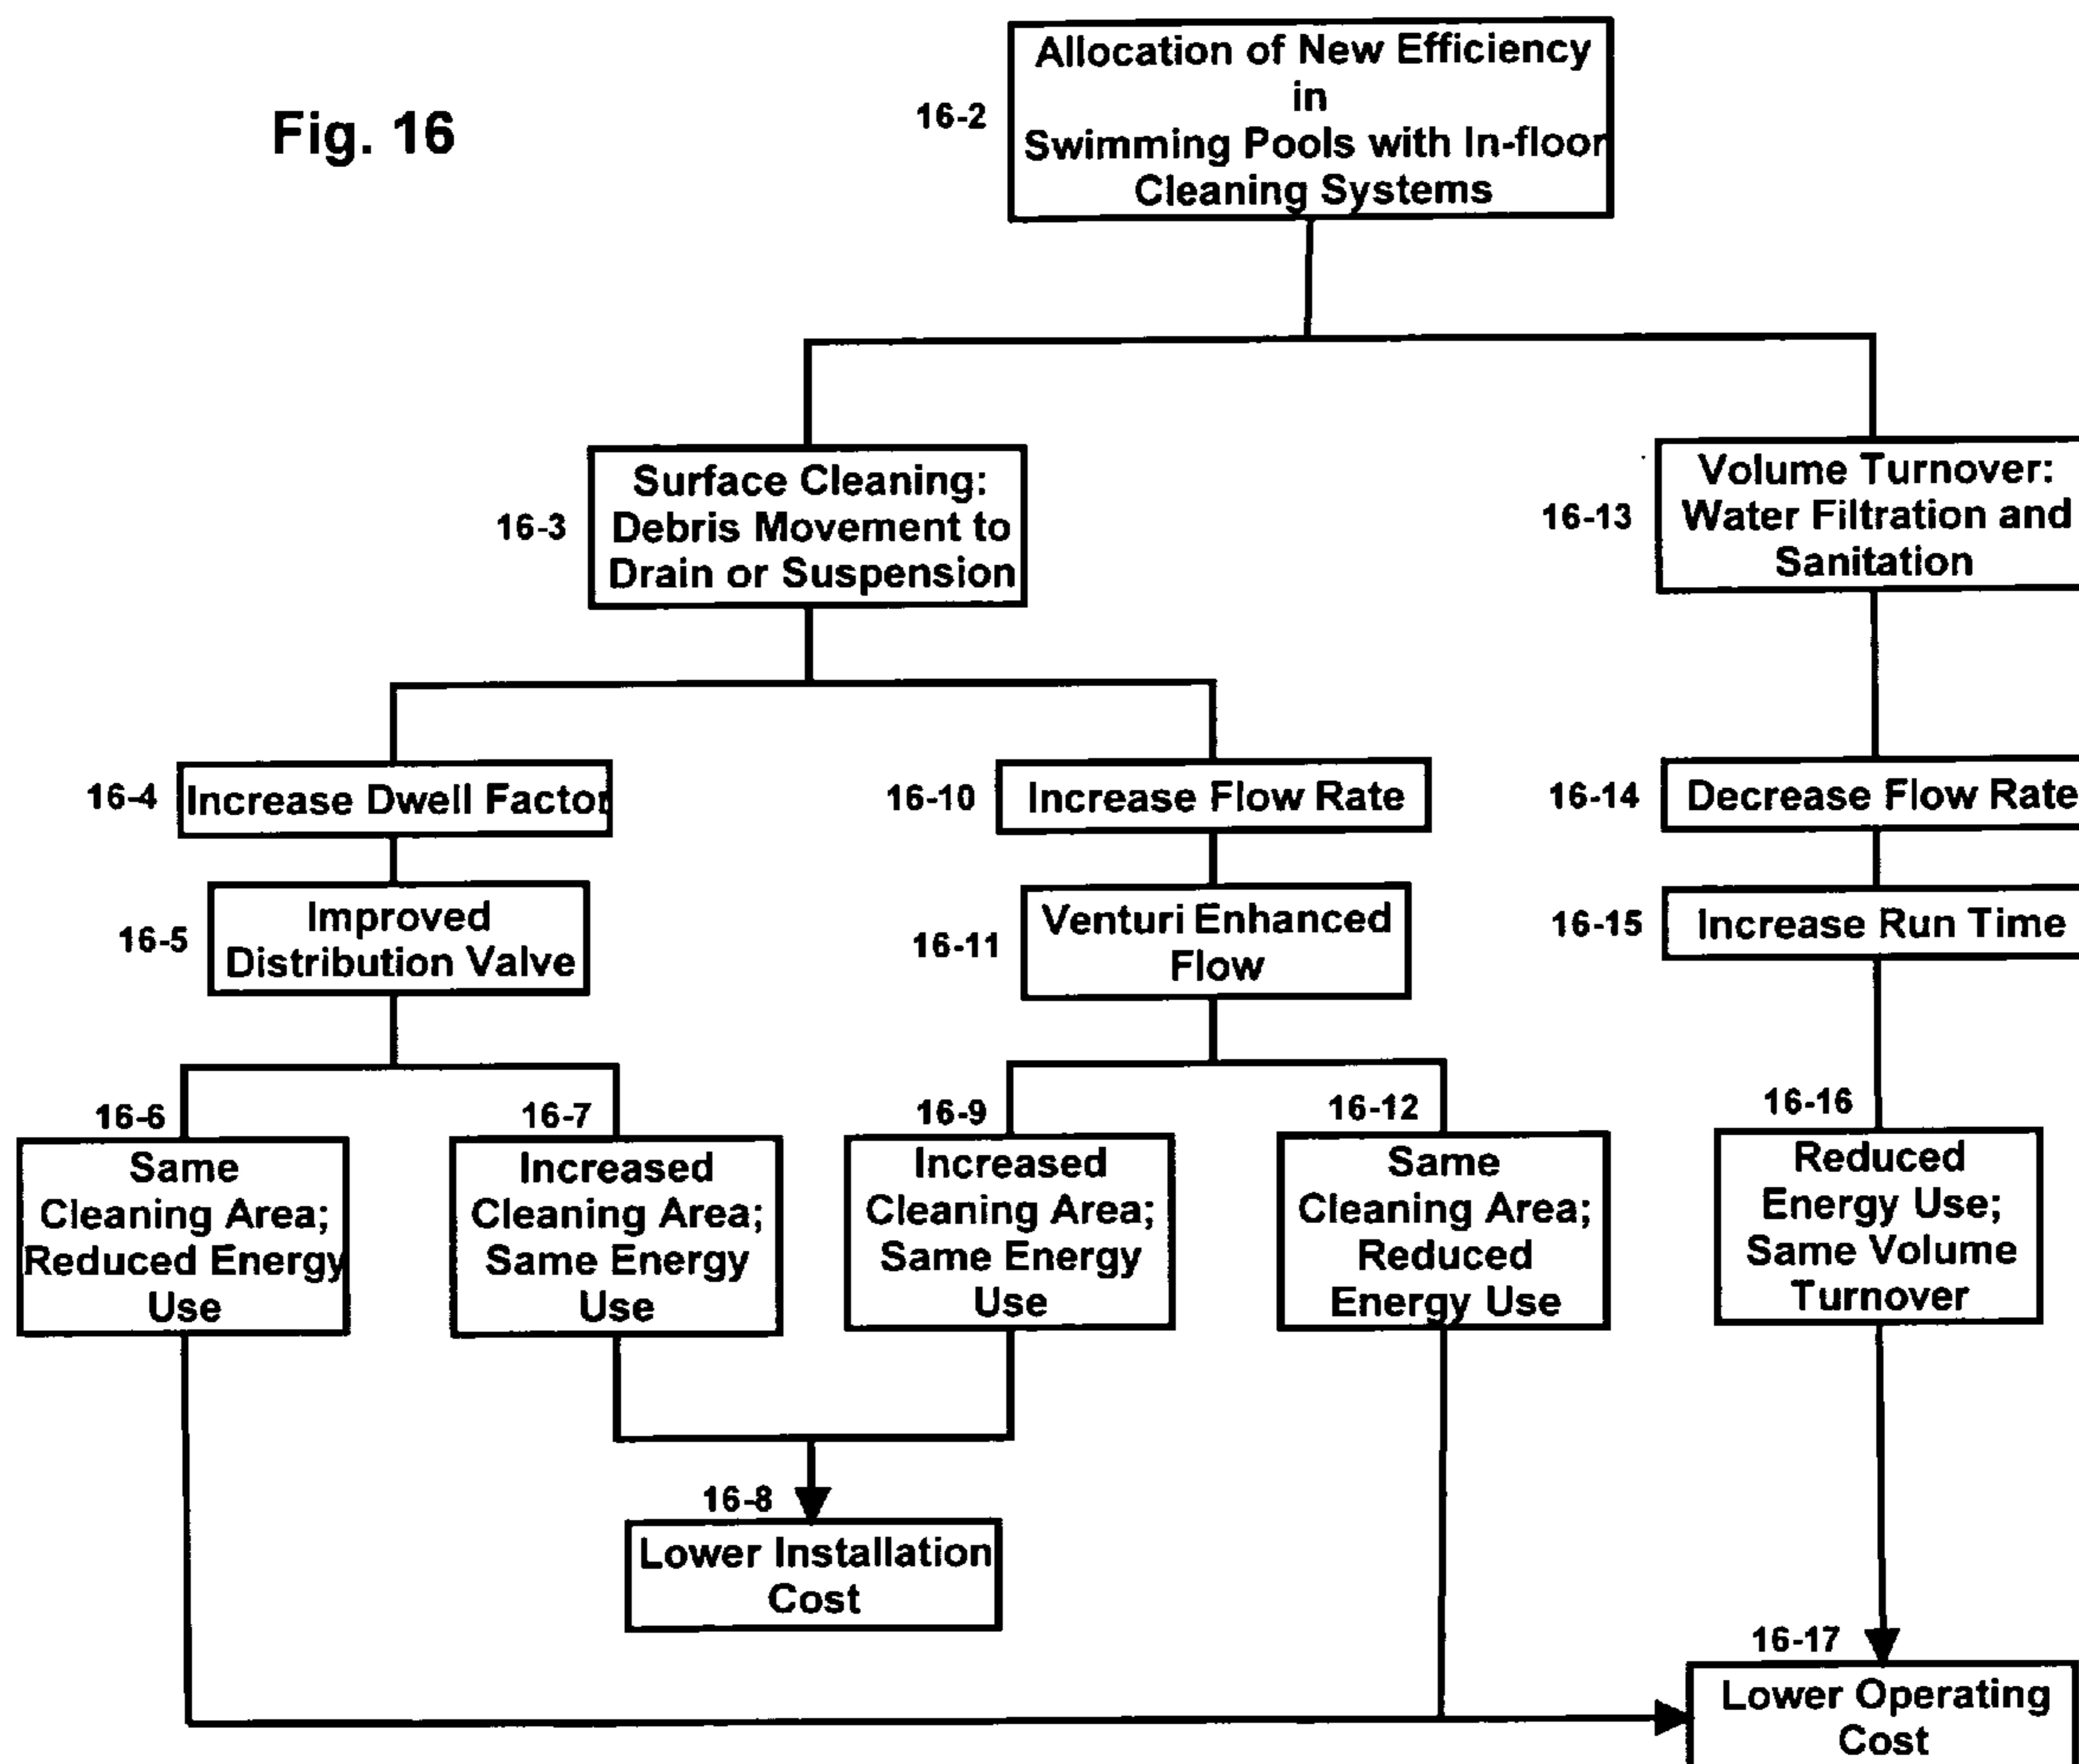 Fig. 16
16-2
Allocation of New Efficiency
in
Swimming Pools with In-floor
Cleaning Systems
16-3
Surface Cleaning:
Debris Movement to
Drain or Suspension
16-13
Volume Turnover:
Water Filtration and
Sanitation
16-4
Increase Dwell Factor
16-10
Increase Flow Rate
16-14
Decrease Flow Rate
16-5
Improved
Distribution Valve
16-11
Venturi Enhanced
Flow
16-15
Increase Run Time
16-6
Same
Cleaning Area;
Reduced Energy
Use
16-7
Increased
Cleaning Area;
Same Energy
Use
16-9
Increased
Cleaning Area;
Same Energy
Use
16-12
Same
Cleaning Area;
Reduced
Energy Use
16-16
Reduced
Energy Use;
Same Volume
Turnover
16-8
Lower Installation
Cost
16-17
Lower Operating
Cost